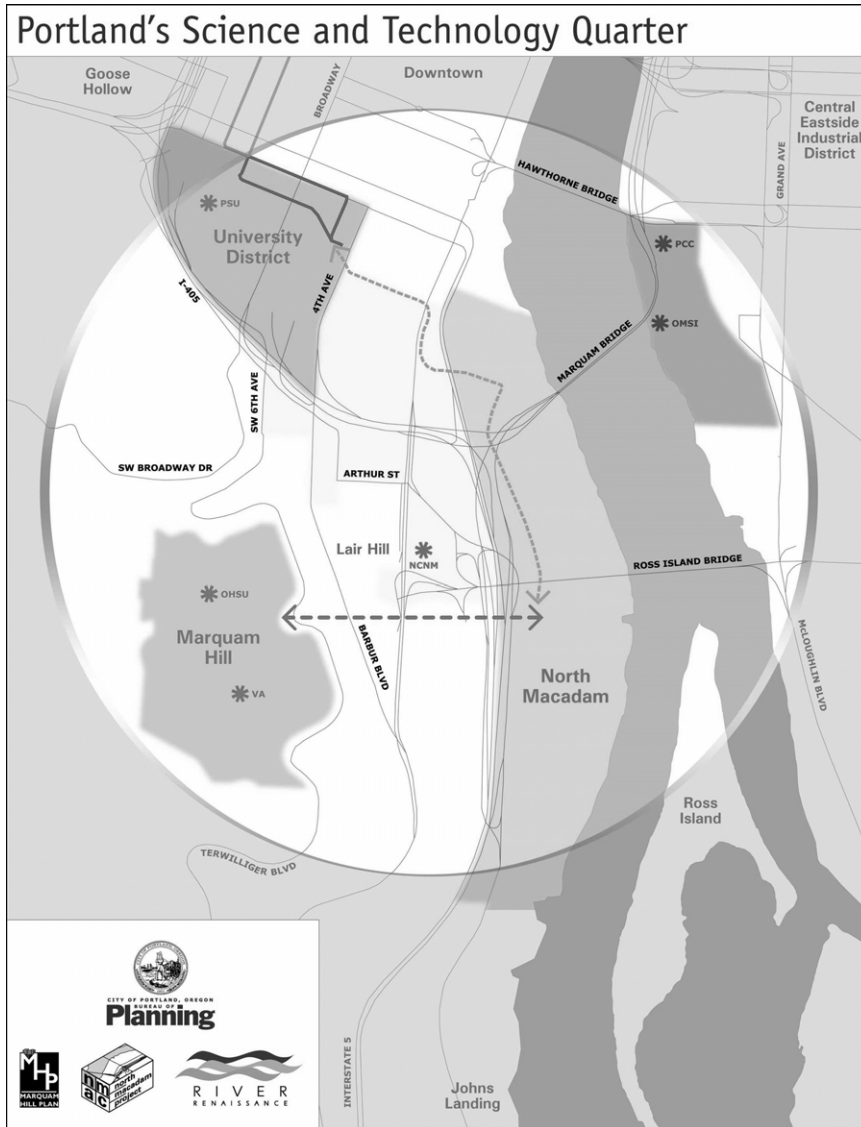 Portland's Science and Technology Quarter
Goose
Hollow
BROADWAY
Downtown
Central
Eastside
Industrial
District
GRAND AVE
HAWTHORNE BRIDGE
PSU
University
District
PCC
I-405
4TH AVE
OMSI
MARQUAM BRIDGE
SW 6TH AVE
SW BROADWAY DR
ARTHUR ST
Lair Hill
NCNM
ROSS ISLAND BRIDGE
OHSU
Marquam
Hill
BARBUR BLVD
McLOUGHLIN BLVD
North
Macadam
VA
Ross
Island
TERWILLIGER BLVD
CITY OF PORTLAND, OREGON
BUREAU OF
Planning
MHP
MARQUAM
HILL PLAN
nmac
north
macadam
project
RIVER
RENAISSANCE
INTERSTATE 5
Johns
Landing